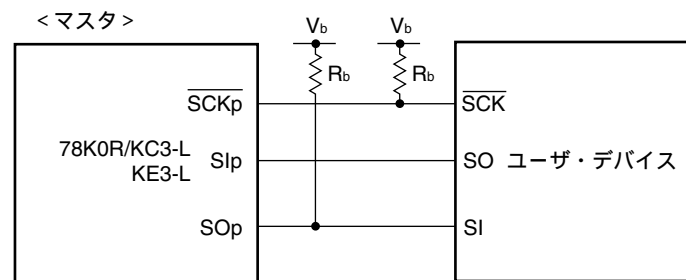 <マスタ>
Vb Vb
Rb Rb
SCKp SCK
78K0R/KC3-L
KE3-L
SIp SO ユーザ・デバイス
SOp SI